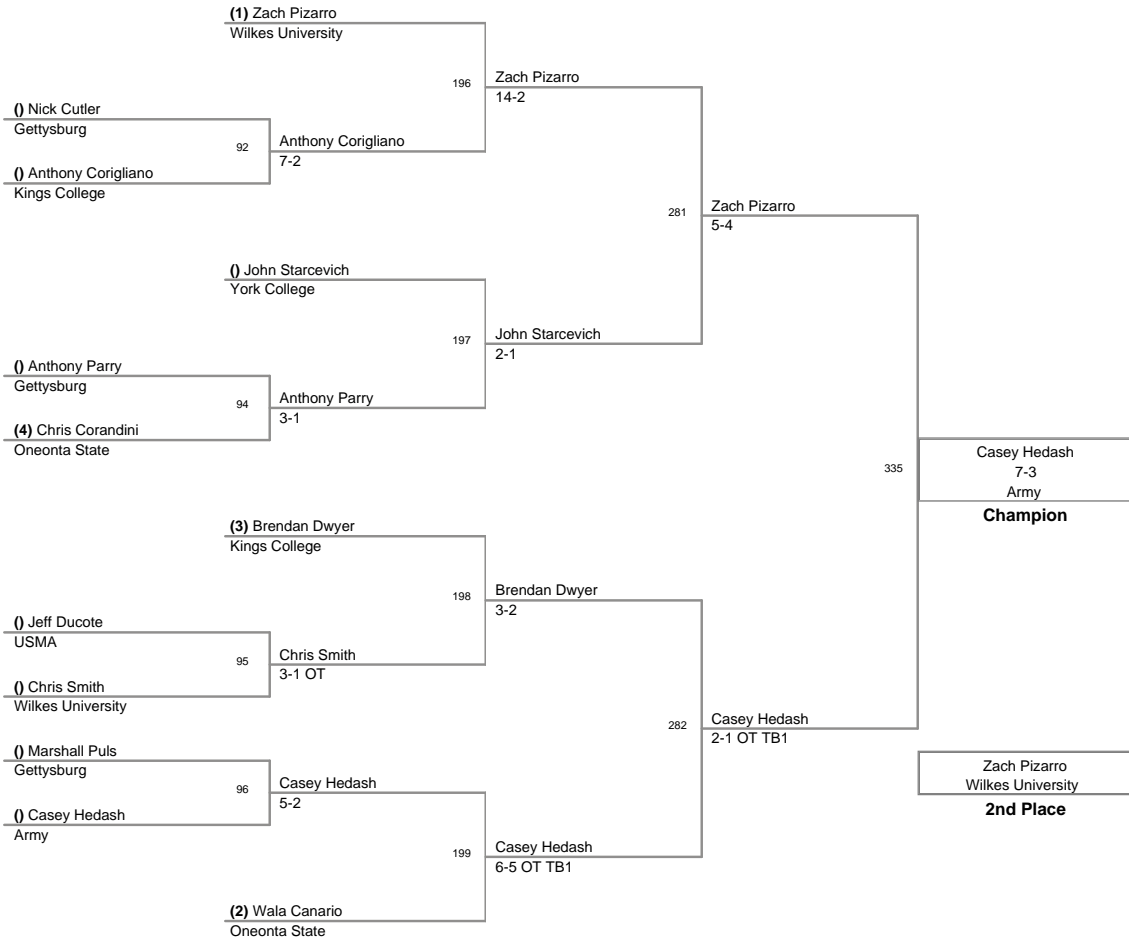 (1) Zach Pizarro
Wilkes University
196
Zach Pizarro
14-2
() Nick Cutler
Gettysburg
92
Anthony Corigliano
7-2
() Anthony Corigliano
Kings College
281
Zach Pizarro
5-4
() John Starcevich
York College
197
John Starcevich
2-1
() Anthony Parry
Gettysburg
94
Anthony Parry
3-1
(4) Chris Corandini
Oneonta State
335
Casey Hedash
7-3
Army
Champion
(3) Brendan Dwyer
Kings College
198
Brendan Dwyer
3-2
() Jeff Ducote
USMA
95
Chris Smith
3-1 OT
() Chris Smith
Wilkes University
282
Casey Hedash
2-1 OT TB1
() Marshall Puls
Gettysburg
96
Casey Hedash
5-2
() Casey Hedash
Army
199
Casey Hedash
6-5 OT TB1
(2) Wala Canario
Oneonta State
Zach Pizarro
Wilkes University
2nd Place